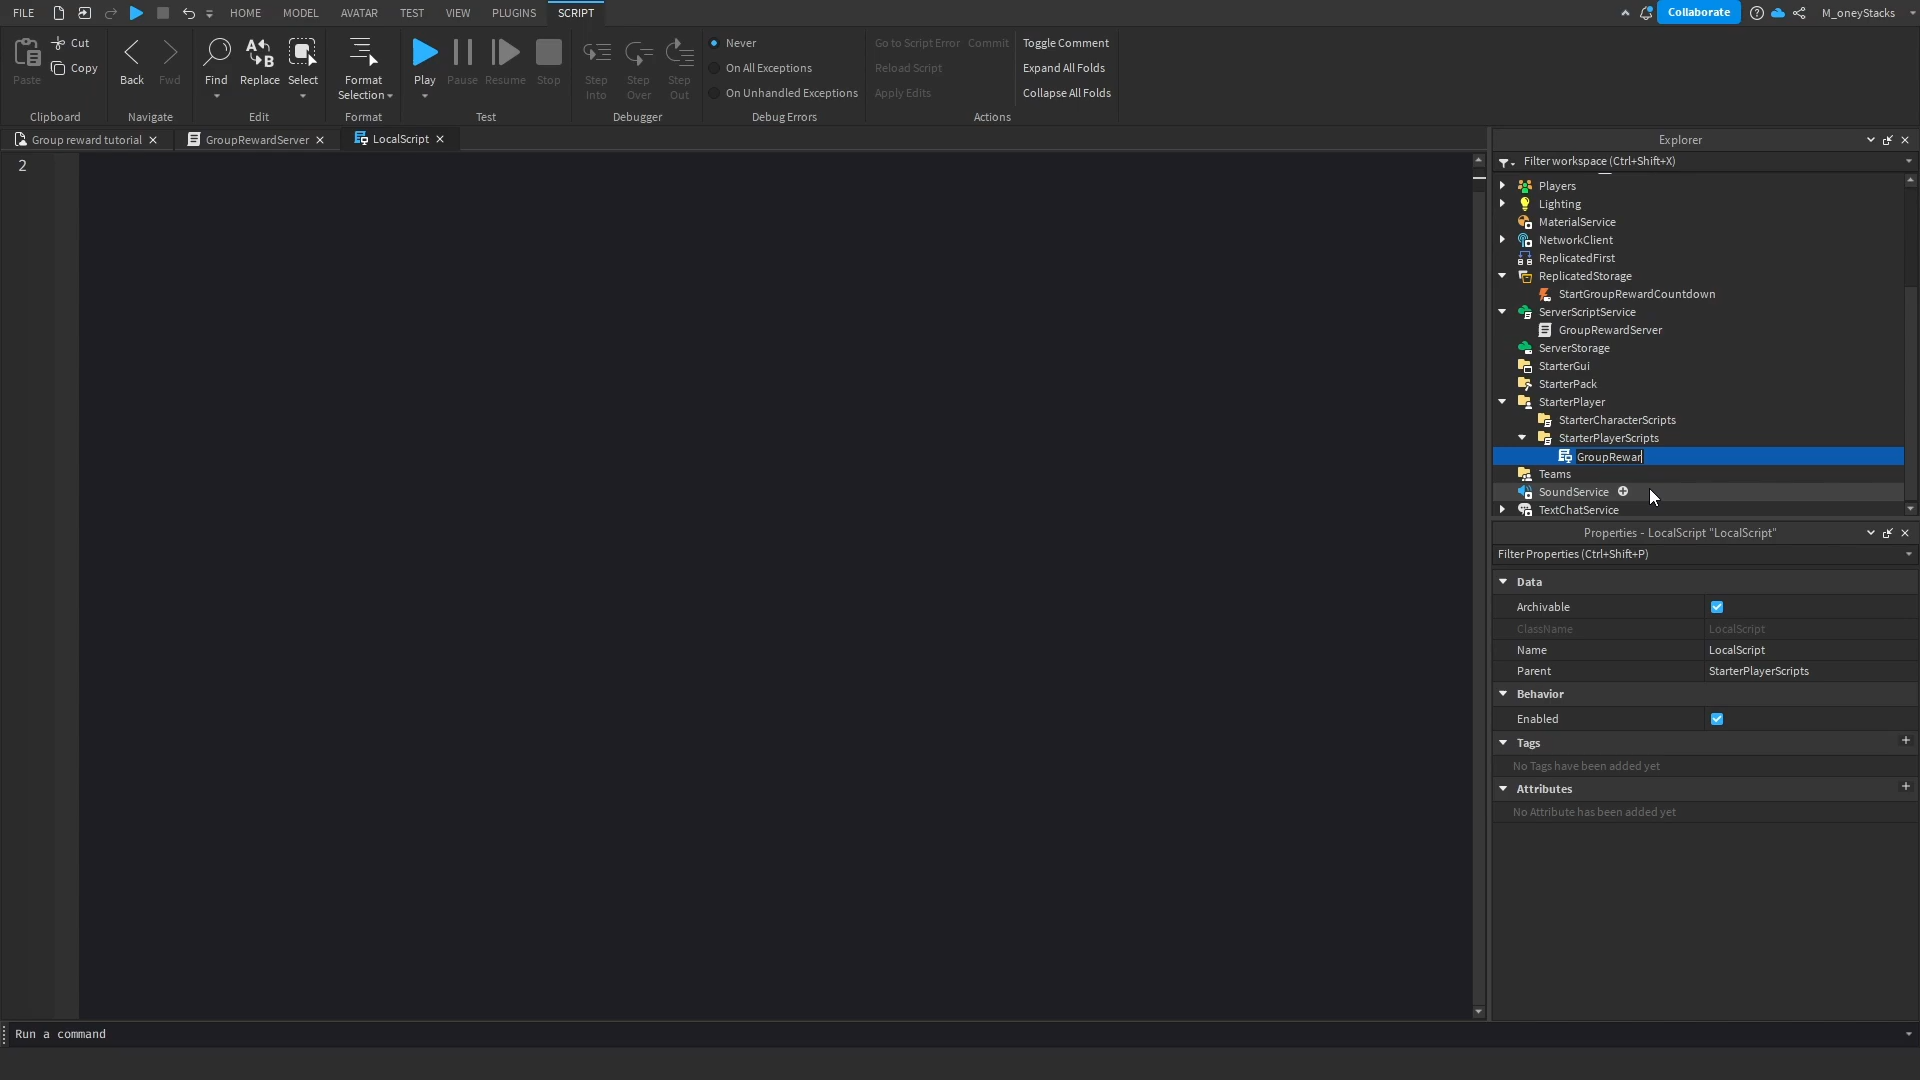 FILE HOME MODEL AVATAR TEST VIEW PLUGINS SCRIPT Collaborate M_oneyStacks
Paste Cut Copy Clipboard
Back Fwd Navigate
Find Replace Select Edit
Format Selection Format
Play Pause Resume Stop Test
Step Into Step Over Step Out Debugger
Never
On All Exceptions
On Unhandled Exceptions
Debug Errors
Go to Script Error Commit
Reload Script
Apply Edits
Toggle Comment
Expand All Folds
Collapse All Folds
Actions
Group reward tutorial GroupRewardServer LocalScript
2
Explorer
Filter workspace (Ctrl+Shift+X)
Players
Lighting
MaterialService
NetworkClient
ReplicatedFirst
ReplicatedStorage
StartGroupRewardCountdown
ServerScriptService
GroupRewardServer
ServerStorage
StarterGui
StarterPack
StarterPlayer
StarterCharacterScripts
StarterPlayerScripts
GroupRewar
Teams
SoundService
TextChatService
Properties - LocalScript "LocalScript"
Filter Properties (Ctrl+Shift+P)
Data
Archivable
ClassName LocalScript
Name LocalScript
Parent StarterPlayerScripts
Behavior
Enabled
Tags
No Tags have been added yet
Attributes
No Attribute has been added yet
Run a command